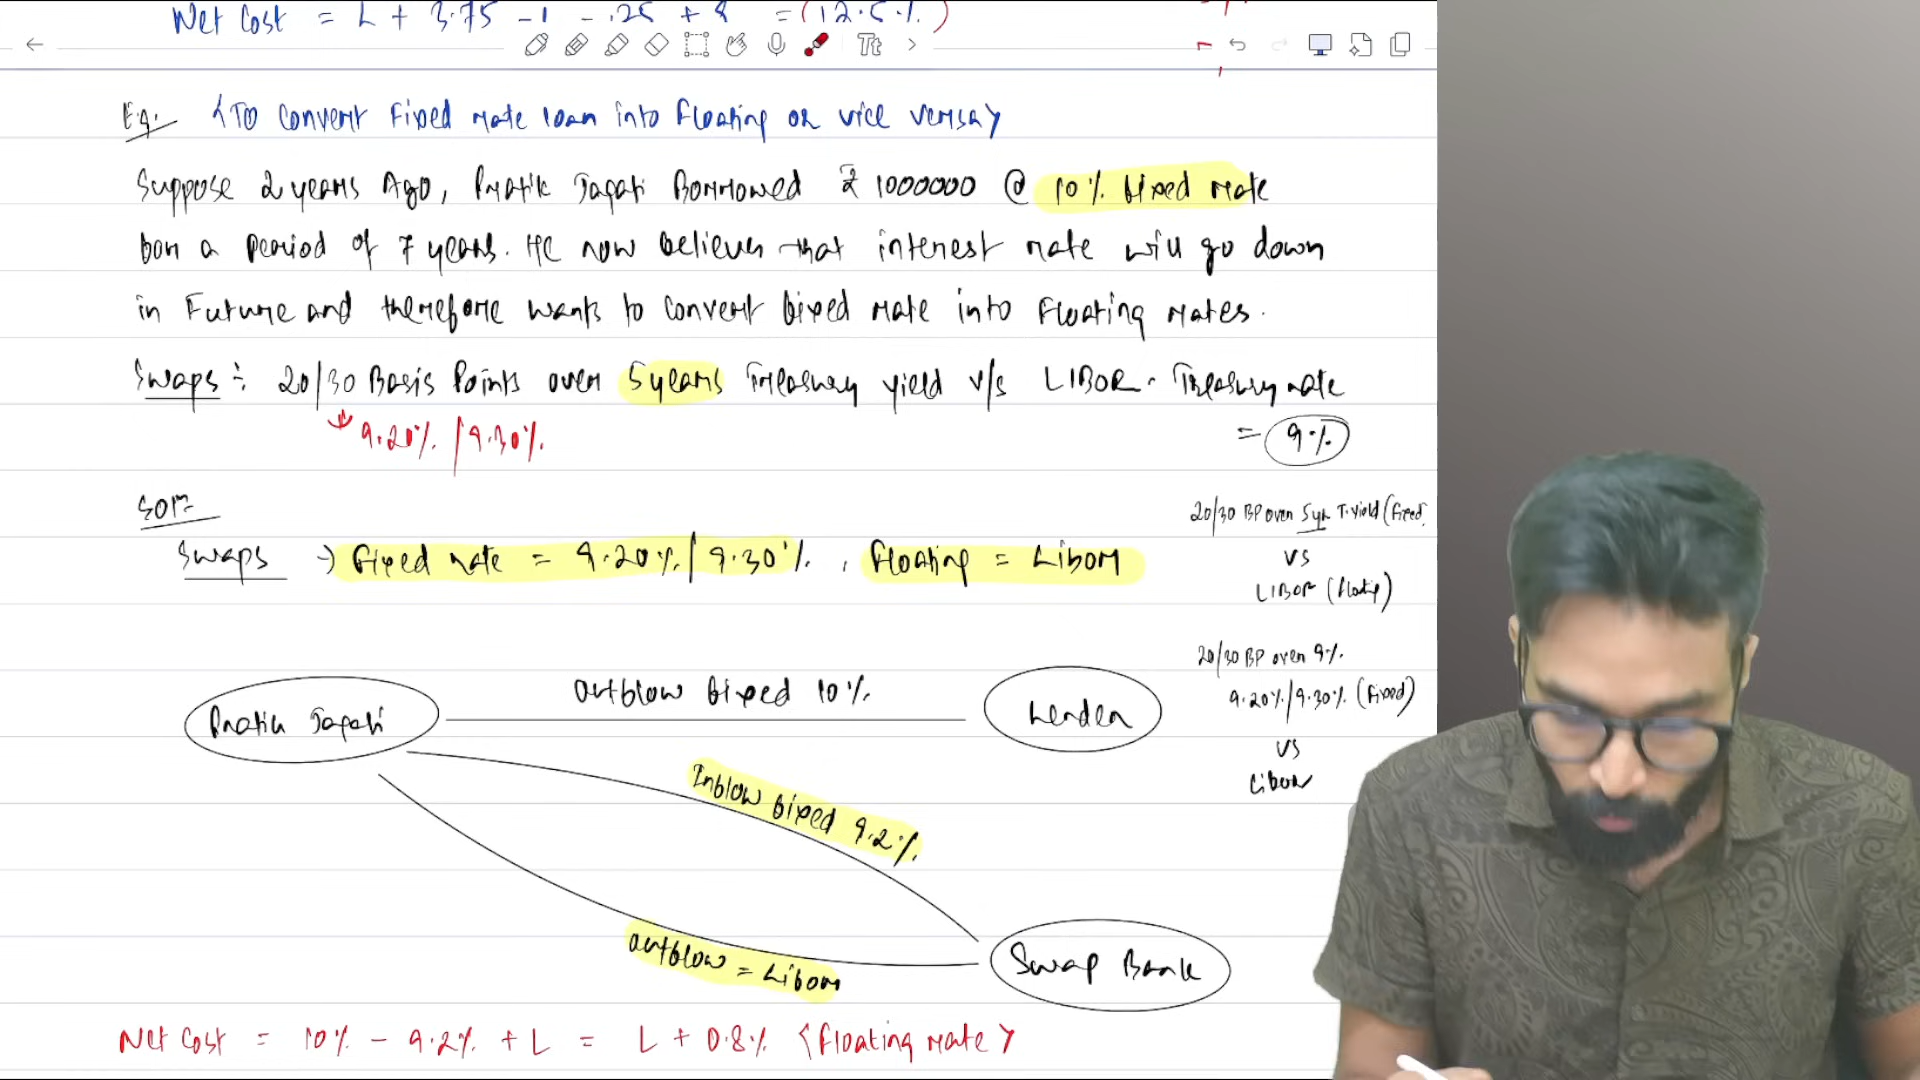 Net Cost = L + 3.75 - 1 - .25 + 8 = (12.5%)
Tt
Eg. <To convert Fixed rate loan into Floating or vice versa>
Suppose 2 years Ago, Pratik Jagati Borrowed ₹ 1000000 @ 10% fixed rate
for a period of 7 years. He now believes that interest rate will go down
in Future and therefore wants to convert fixed rate into Floating rates.
Swaps :- 20/30 Basis Points over 5 years Treasury yield v/s LIBOR. Treasury rate
= 9%
9.20% / 9.30%
Soln
Swaps → Fixed rate = 9.20% / 9.30% , Floating = Libor
20/30 BP over 5yr T.yield (Fixed)
VS
LIBOR (Floating)
20/30 BP over 9%
9.20% / 9.30% (Fixed)
VS
Libor
Pratik Jagati
outflow fixed 10%
Lender
Inflow fixed 9.2%
outflow = Libor
Swap Bank
Net Cost = 10% - 9.2% + L = L + 0.8% <Floating rate>